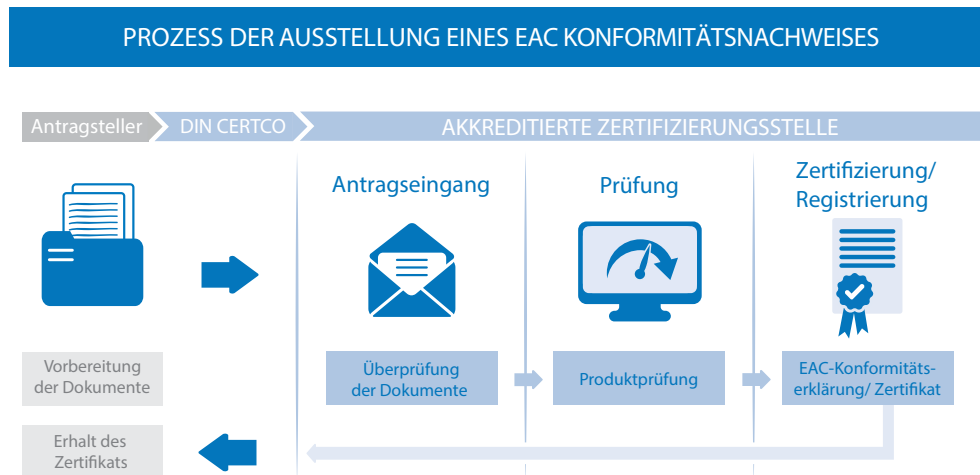 PROZESS DER AUSSTELLUNG EINES EAC KONFORMITÄTSNACHWEISES
Antragsteller
DIN CERTCO
AKKREDITIERTE ZERTIFIZIERUNGSSTELLE
Antragseingang
Prüfung
Zertifizierung/
Registrierung
Vorbereitung
der Dokumente
Überprüfung
der Dokumente
Produktprüfung
EAC-Konformitäts-
erklärung/ Zertifikat
Erhalt des
Zertifikats